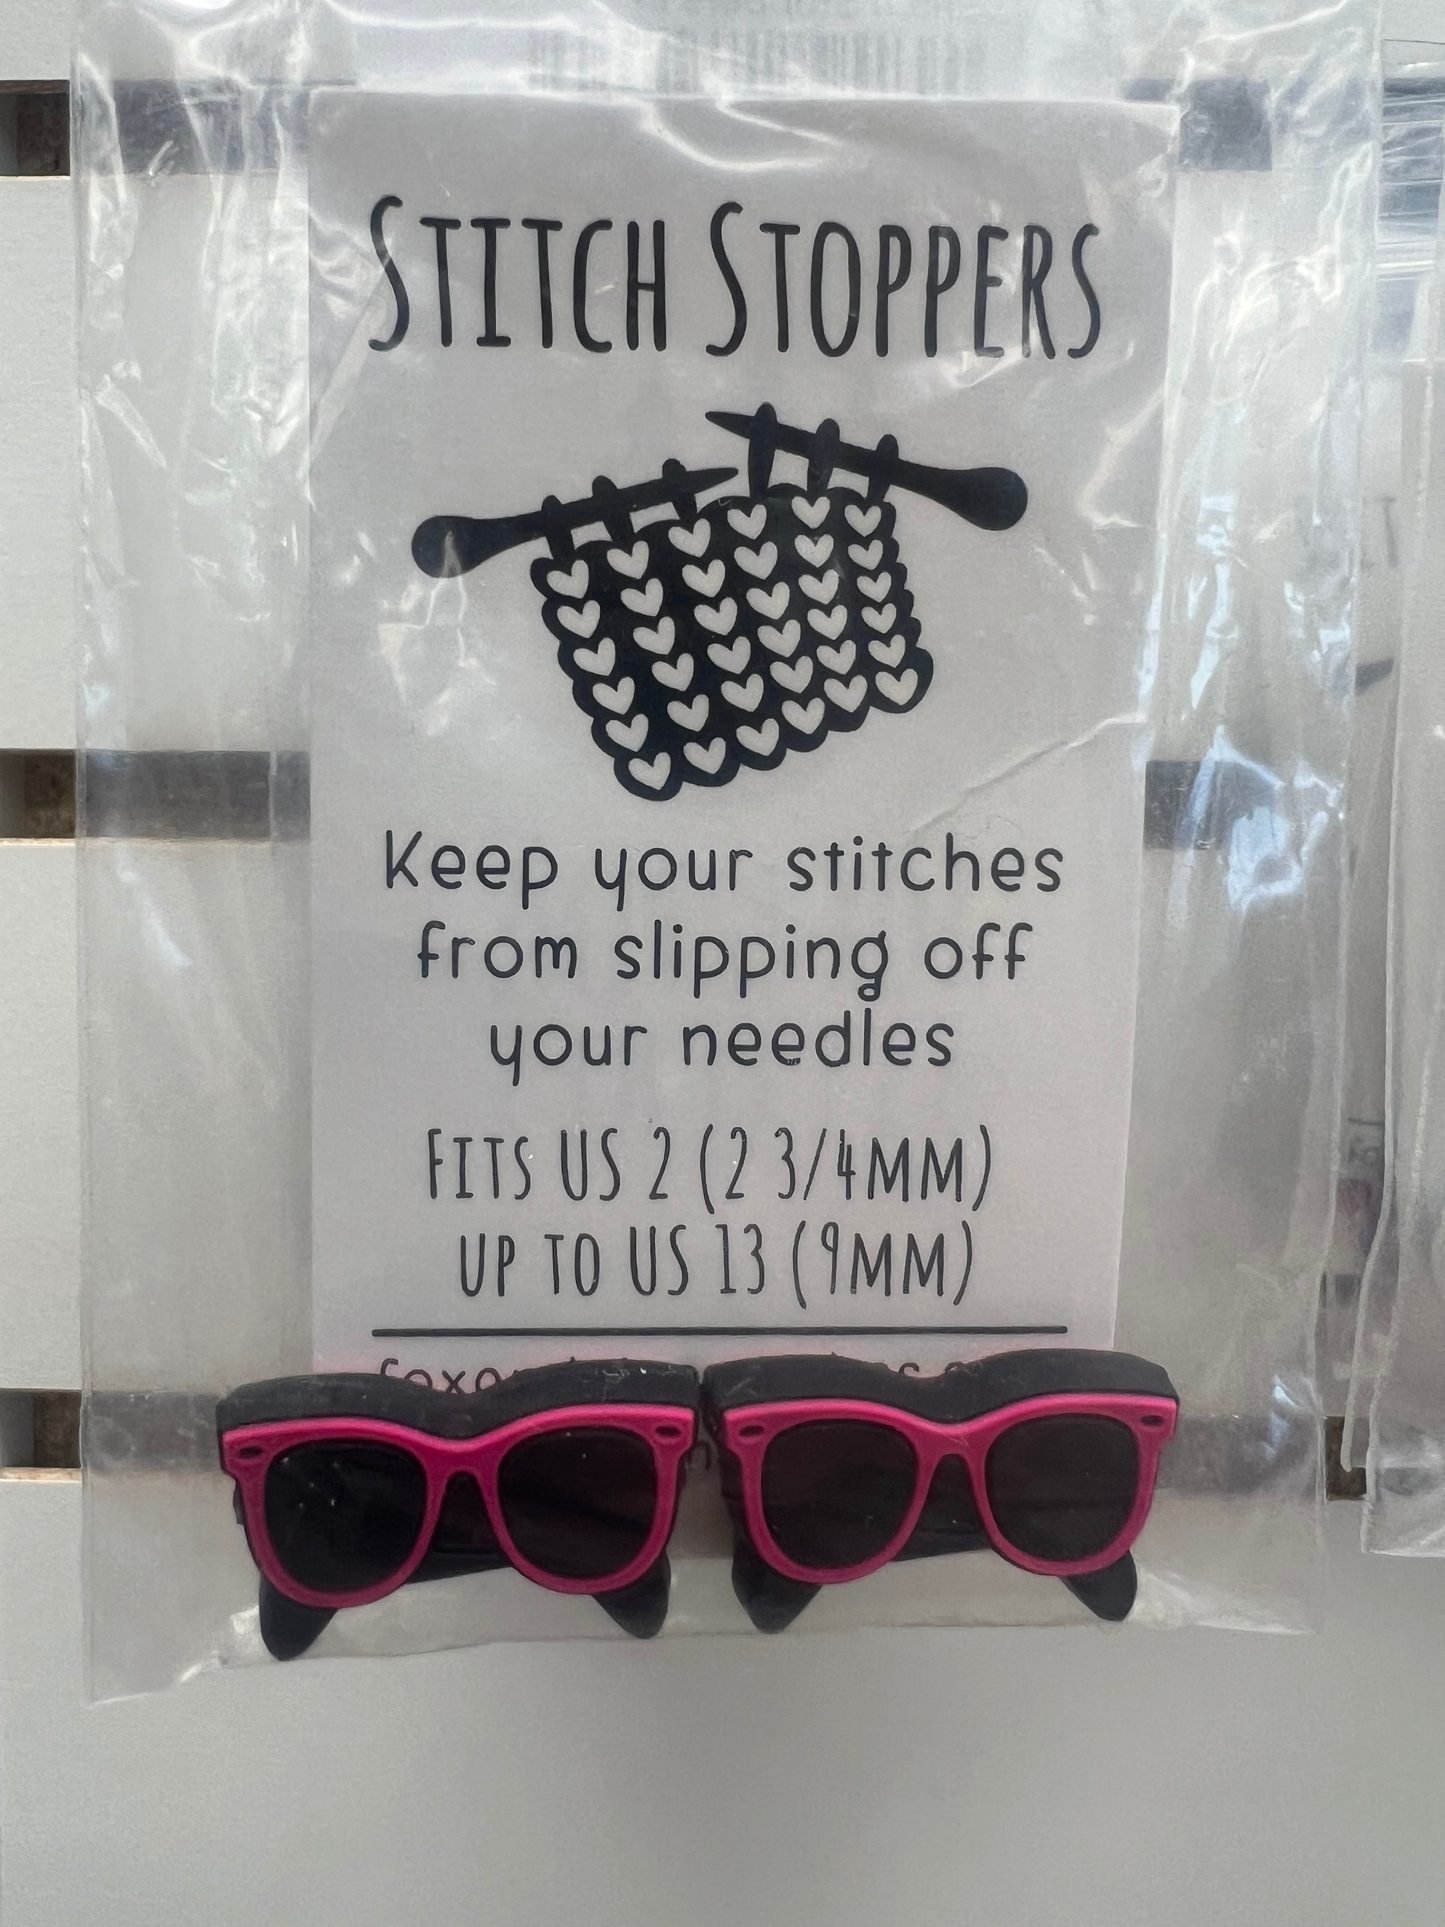 STITCH STOPPERS
Keep your stitches
from slipping off
your needles
FITS US 2 (2 3/4MM)
UP TO US 13 (9MM)